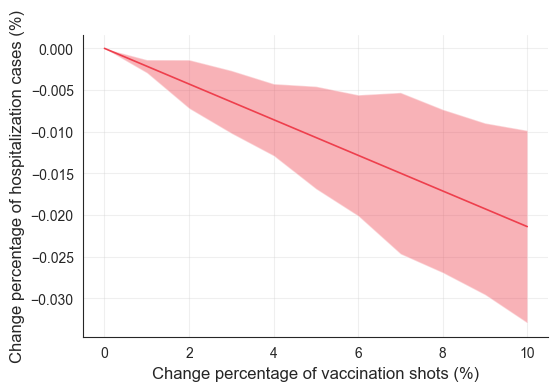 Change percentage of hospitalization cases (%)
0.000
−0.005
−0.010
−0.015
−0.020
−0.025
−0.030
0 2 4 6 8 10
Change percentage of vaccination shots (%)